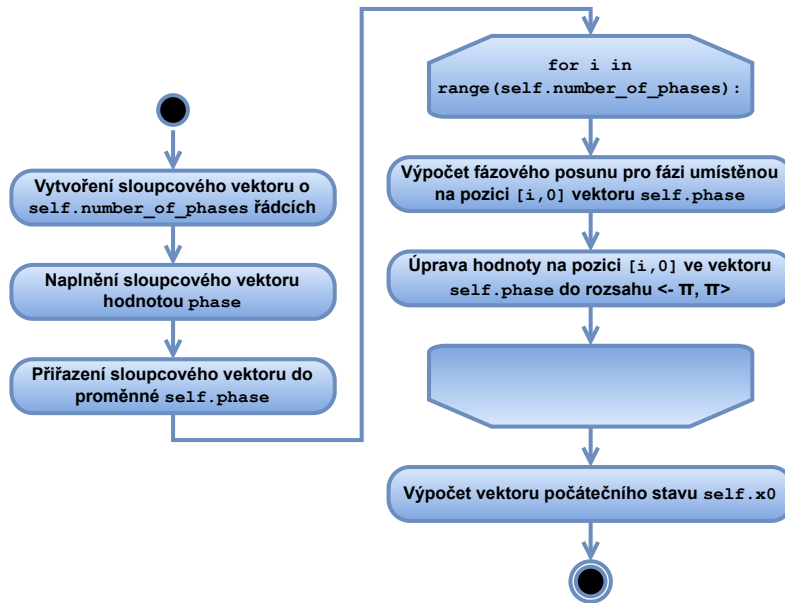 Vytvoření sloupcového vektoru o
self.number_of_phases řádcích
Naplnění sloupcového vektoru
hodnotou phase
Přiřazení sloupcového vektoru do
proměnné self.phase
for i in
range(self.number_of_phases):
Výpočet fázového posunu pro fázi umístěnou
na pozici [i,0] vektoru self.phase
Úprava hodnoty na pozici [i,0] ve vektoru
self.phase do rozsahu <- π, π>
Výpočet vektoru počátečního stavu self.x0